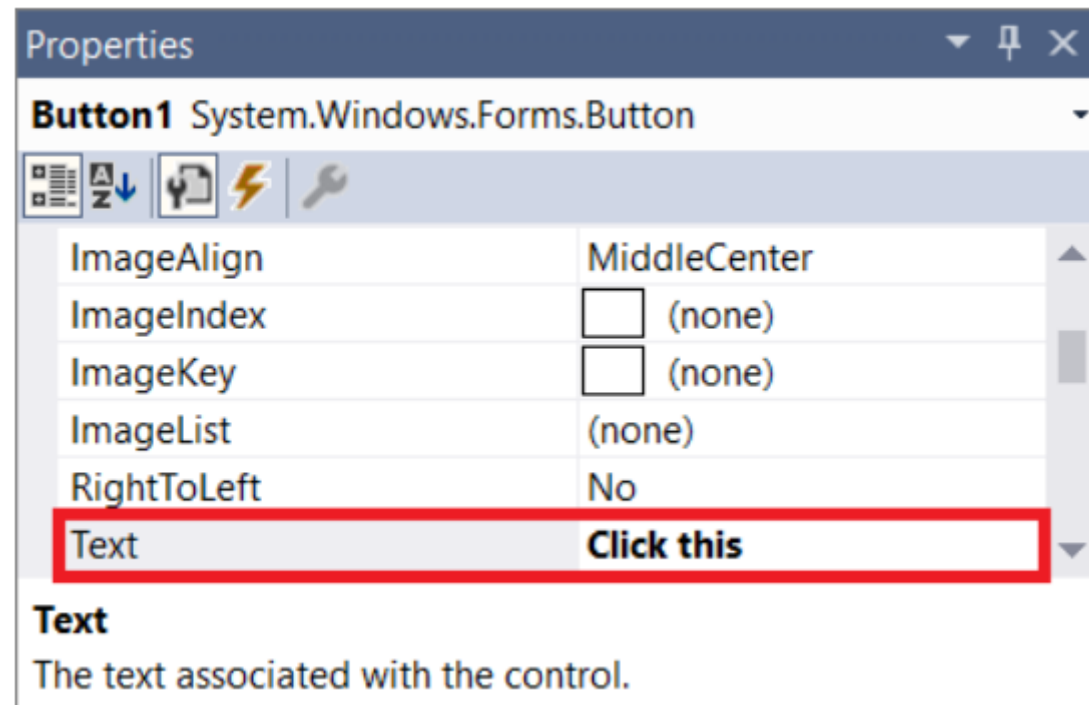 Properties
Button1 System.Windows.Forms.Button
ImageAlign MiddleCenter
ImageIndex (none)
ImageKey (none)
ImageList (none)
RightToLeft No
Text Click this
Text
The text associated with the control.